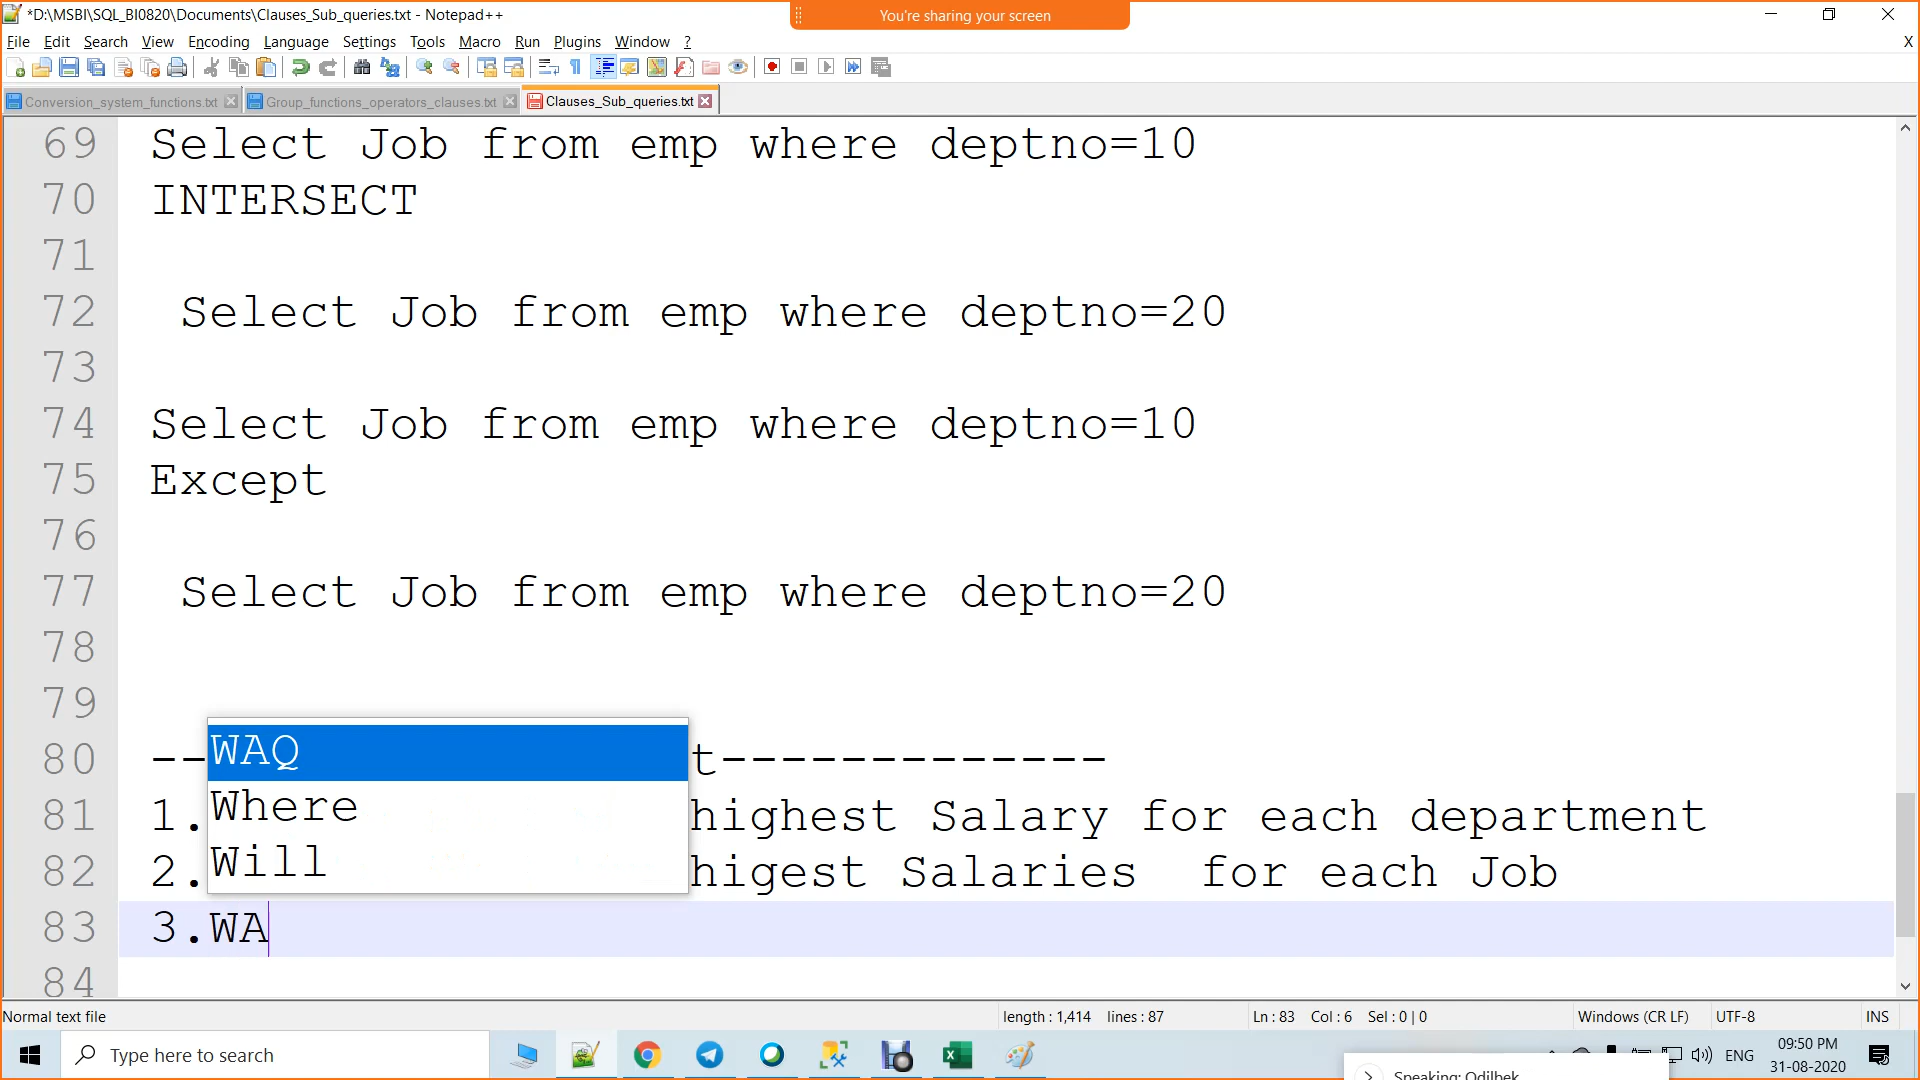 *D:\MSBI\SQL_BI0820\Documents\Clauses_Sub_queries.txt - Notepad++
You're sharing your screen
File Edit Search View Encoding Language Settings Tools Macro Run Plugins Window ?
X
Conversion_system_functions.txt Group_functions_operators_clauses.txt Clauses_Sub_queries.txt
69 Select Job from emp where deptno=10
70 INTERSECT
71
72 Select Job from emp where deptno=20
73
74 Select Job from emp where deptno=10
75 Except
76
77 Select Job from emp where deptno=20
78
79
80 -- t-------------
81 1. highest Salary for each department
82 2. higest Salaries for each Job
83 3.WA
84
WAQ
Where
Will
Normal text file length : 1,414 lines : 87 Ln : 83 Col : 6 Sel : 0 | 0 Windows (CR LF) UTF-8 INS
Type here to search
ENG
09:50 PM
31-08-2020
Speaking: Odilbek